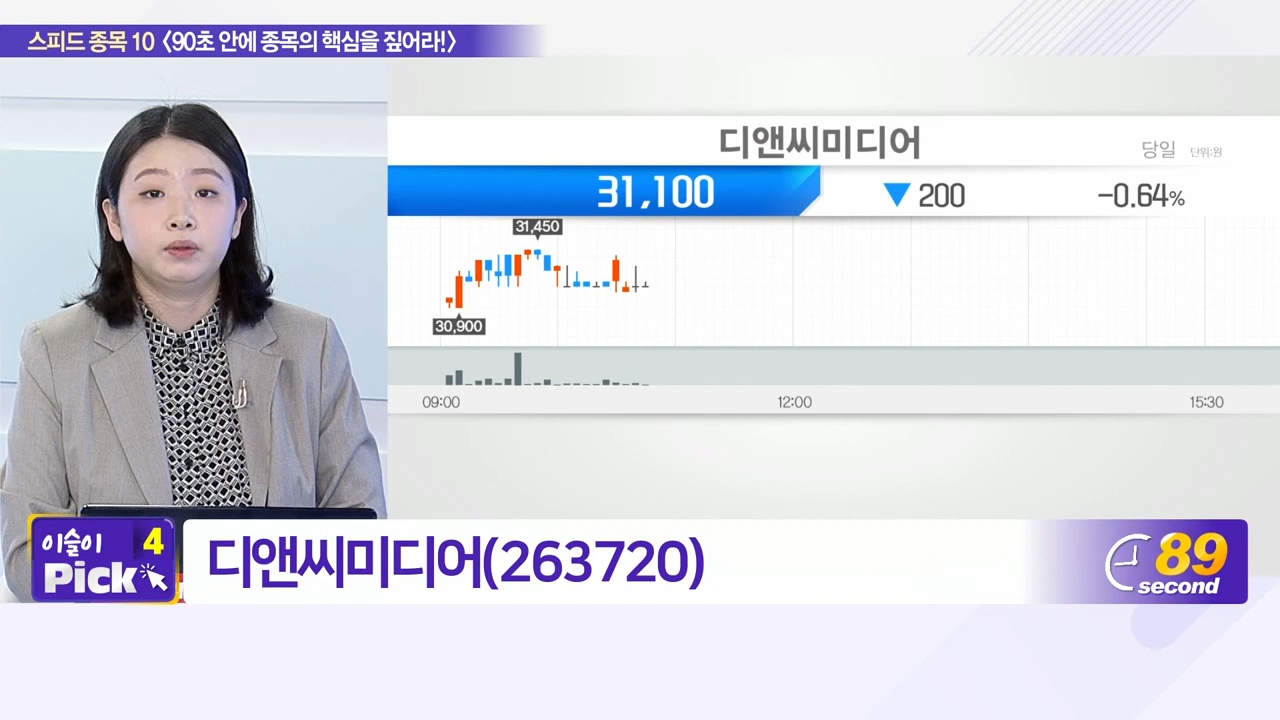 스피드 종목 10 〈90초 안에 종목의 핵심을 짚어라!〉
디앤씨미디어
당일 단위:원
31,100 ▼ 200 -0.64%
31,450
30,900
09:00 12:00 15:30
이슬이 4
Pick
디앤씨미디어(263720)
89
second